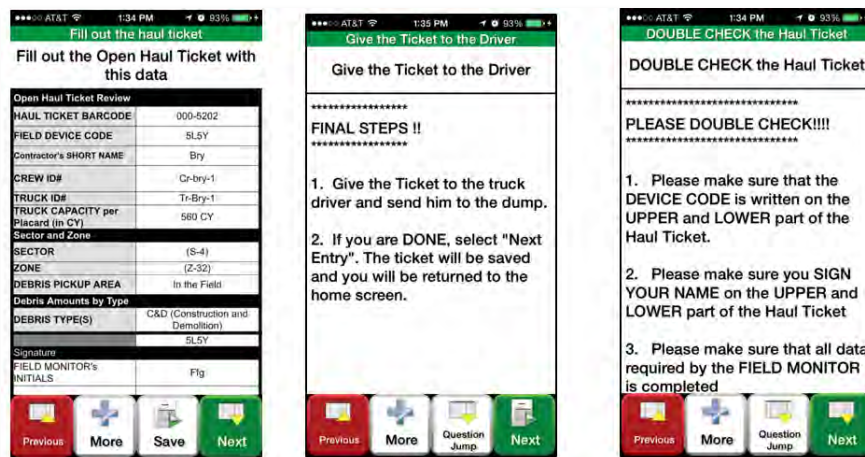 AT&T 1:34 PM 93%
Fill out the haul ticket
Fill out the Open Haul Ticket with
this data
Open Haul Ticket Review
HAUL TICKET BARCODE 000-5202
FIELD DEVICE CODE 5L5Y
Contractor's SHORT NAME Bry
CREW ID# Cr-bry-1
TRUCK ID# Tr-Bry-1
TRUCK CAPACITY per
Placard (in CY) 560 CY
Sector and Zone
SECTOR (S-4)
ZONE (Z-32)
DEBRIS PICKUP AREA In the Field
Debris Amounts by Type
DEBRIS TYPE(S) C&D (Construction and
Demolition)
5L5Y
Signature
FIELD MONITOR's
INITIALS Ffg
Previous More Save Next
AT&T 1:35 PM 93%
Give the Ticket to the Driver
Give the Ticket to the Driver
*****************
FINAL STEPS !!
*****************
1. Give the Ticket to the truck
driver and send him to the dump.
2. If you are DONE, select "Next
Entry". The ticket will be saved
and you will be returned to the
home screen.
Previous More Question
Jump Next
AT&T 1:34 PM 93%
DOUBLE CHECK the Haul Ticket
DOUBLE CHECK the Haul Ticket
******************************
PLEASE DOUBLE CHECK!!!!
******************************
1. Please make sure that the
DEVICE CODE is written on the
UPPER and LOWER part of the
Haul Ticket.
2. Please make sure you SIGN
YOUR NAME on the UPPER and
LOWER part of the Haul Ticket
3. Please make sure that all data
required by the FIELD MONITOR
is completed
Previous More Question
Jump Next